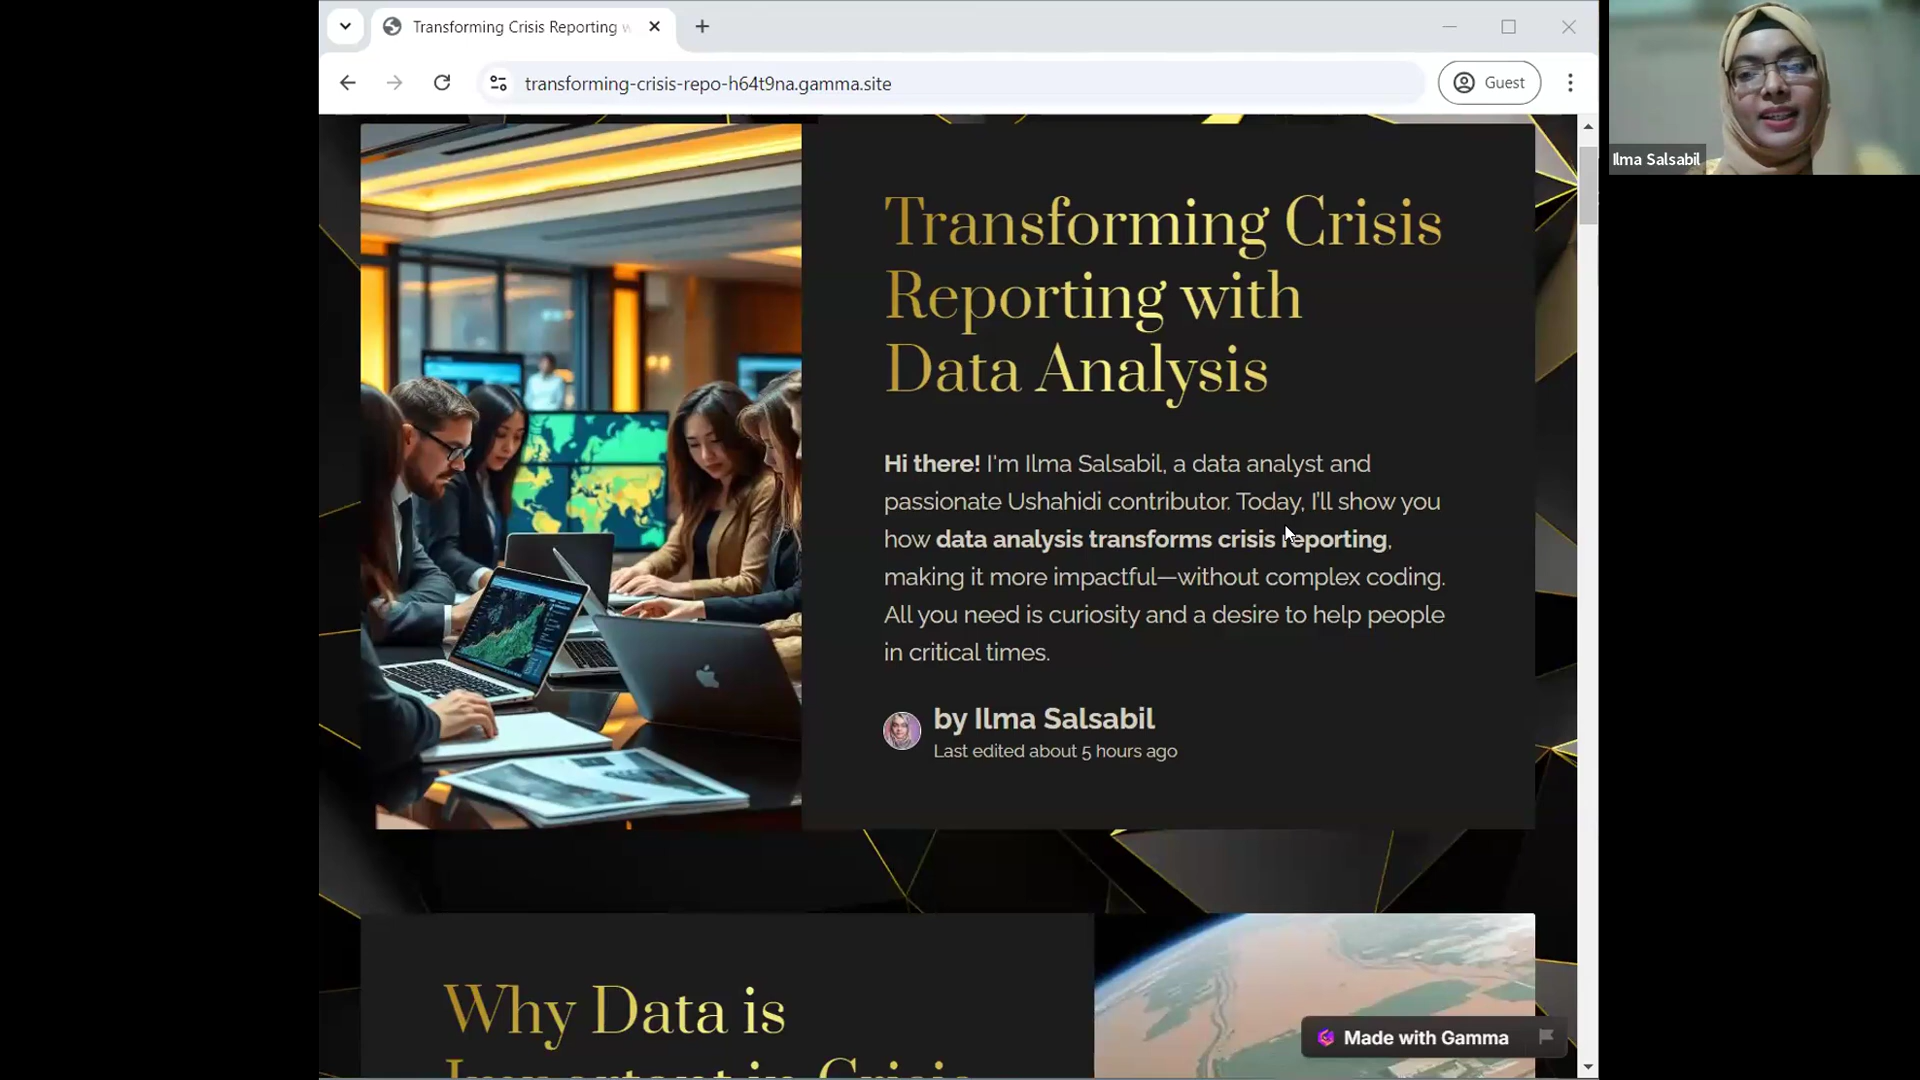 Transforming Crisis Reporting w
transforming-crisis-repo-h64t9na.gamma.site
Guest
Ilma Salsabil
Transforming Crisis
Reporting with
Data Analysis
Hi there! I'm Ilma Salsabil, a data analyst and
passionate Ushahidi contributor. Today, I'll show you
how data analysis transforms crisis reporting,
making it more impactful—without complex coding.
All you need is curiosity and a desire to help people
in critical times.
by Ilma Salsabil
Last edited about 5 hours ago
Why Data is
Important in Crisis
Made with Gamma